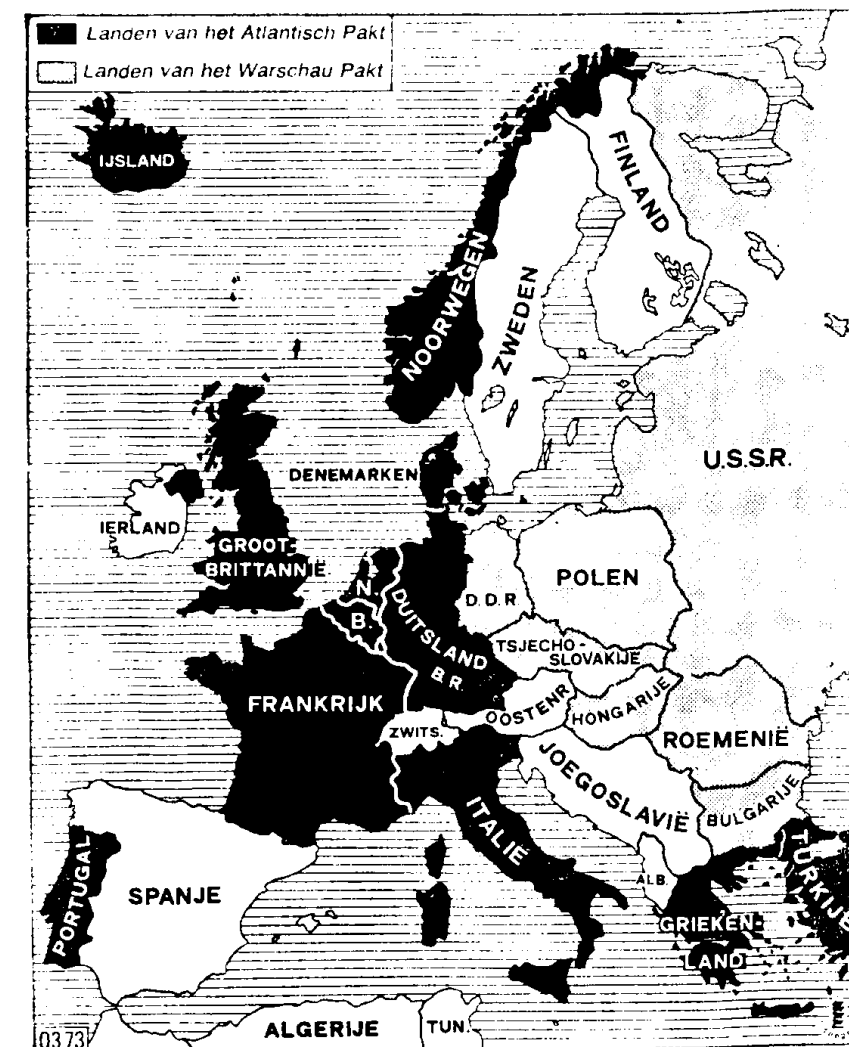 Landen van het Atlantisch Pakt
Landen van het Warschau Pakt
IJSLAND
FINLAND
NOORWEGEN
ZWEDEN
U.S.S.R.
DENEMARKEN
IERLAND
GROOT-
BRITTANNIË
N.
B.
DUITSLAND
B.R.
D.D.R.
POLEN
TSJECHO-
SLOVAKIJE
FRANKRIJK
ZWITS.
OOSTENR.
HONGARIJE
ROEMENIË
JOEGOSLAVIË
BULGARIJE
ITALIË
ALB.
TURKIJE
GRIEKEN-
LAND
PORTUGAL
SPANJE
ALGERIJE
TUN.
0373